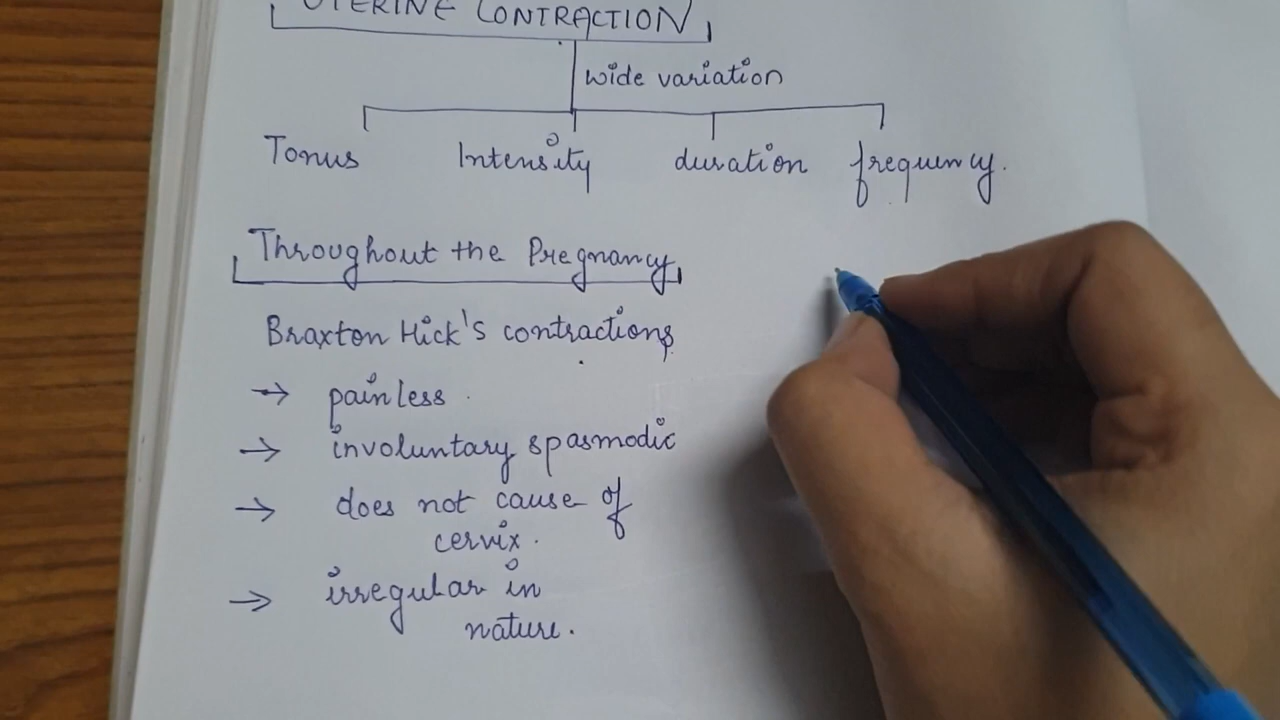 UTERINE CONTRACTION
wide variation
Tonus Intensity duration frequency.
Throughout the Pregnancy
Braxton Hick's contractions
→ painless.
→ involuntary spasmodic
→ does not cause of
cervix.
→ irregular in
nature.